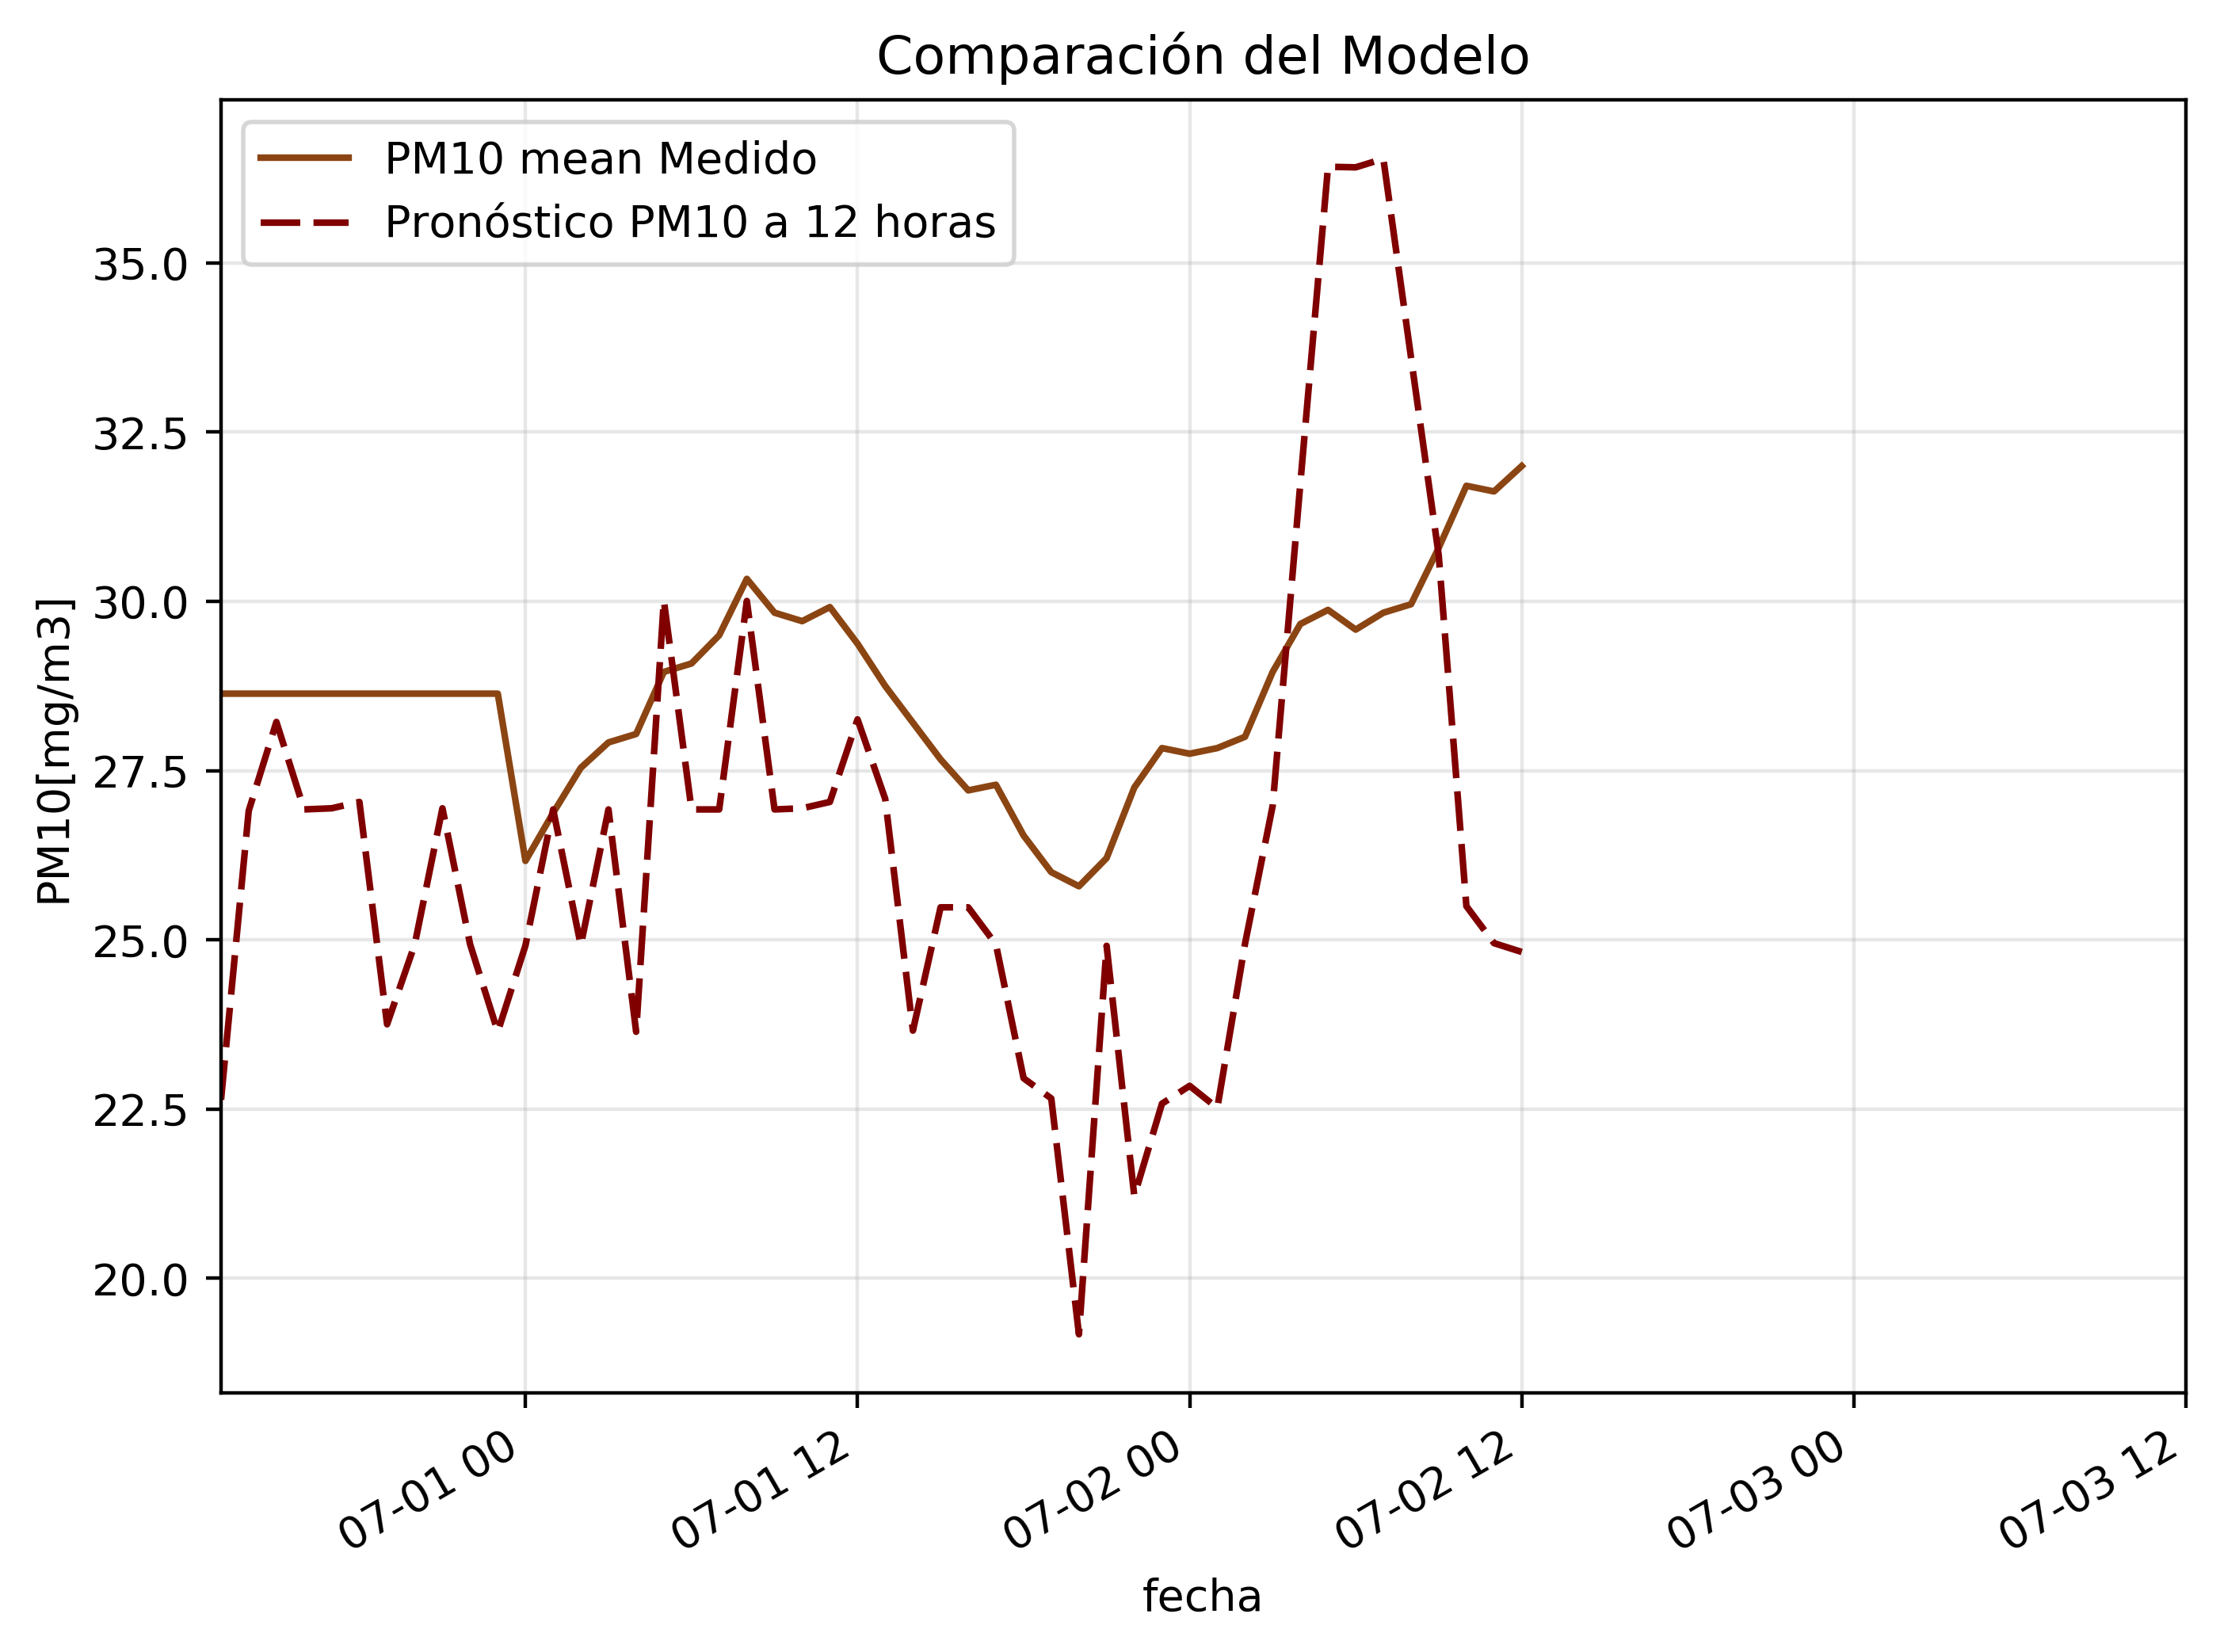 Comparación del Modelo
PM10 mean Medido
Pronóstico PM10 a 12 horas
PM10[mg/m3]
35.0
32.5
30.0
27.5
25.0
22.5
20.0
07-01 00
07-01 12
07-02 00
07-02 12
07-03 00
07-03 12
fecha